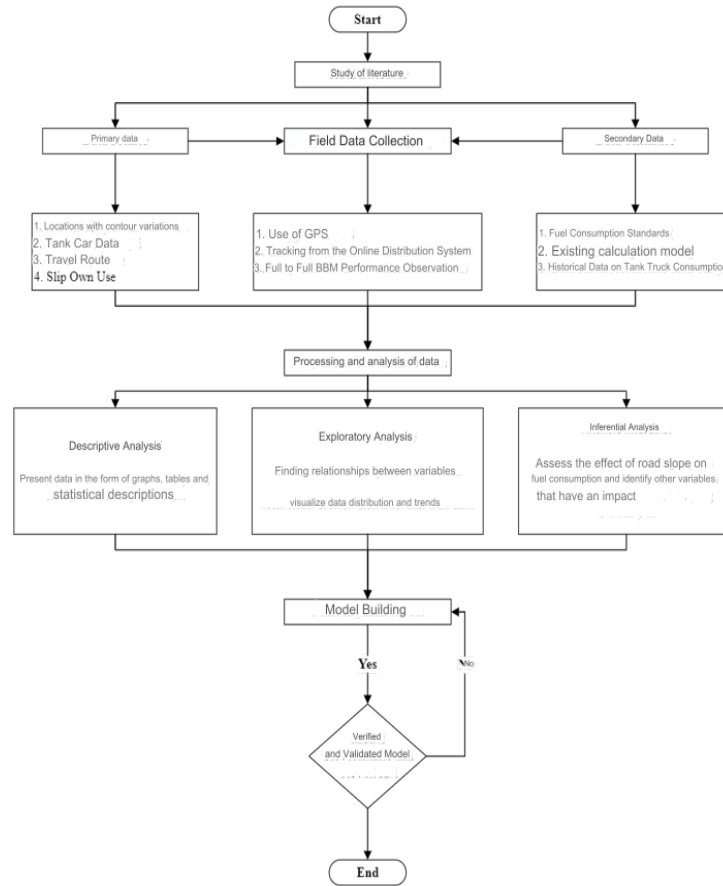 Start
Study of literature
Primary data
Field Data Collection
Secondary Data
1. Locations with contour variations
2. Tank Car Data
3. Travel Route
4. Slip Own Use
1. Use of GPS
2. Tracking from the Online Distribution System
3. Full to Full BBM Performance Observation
1. Fuel Consumption Standards
2. Existing calculation model
3. Historical Data on Tank Truck Consumption
Processing and analysis of data
Descriptive Analysis
Present data in the form of graphs, tables and
statistical descriptions
Exploratory Analysis
Finding relationships between variables
visualize data distribution and trends
Inferential Analysis
Assess the effect of road slope on
fuel consumption and identify other variables
that have an impact
Model Building
Yes
No
Verified
and Validated Model
End